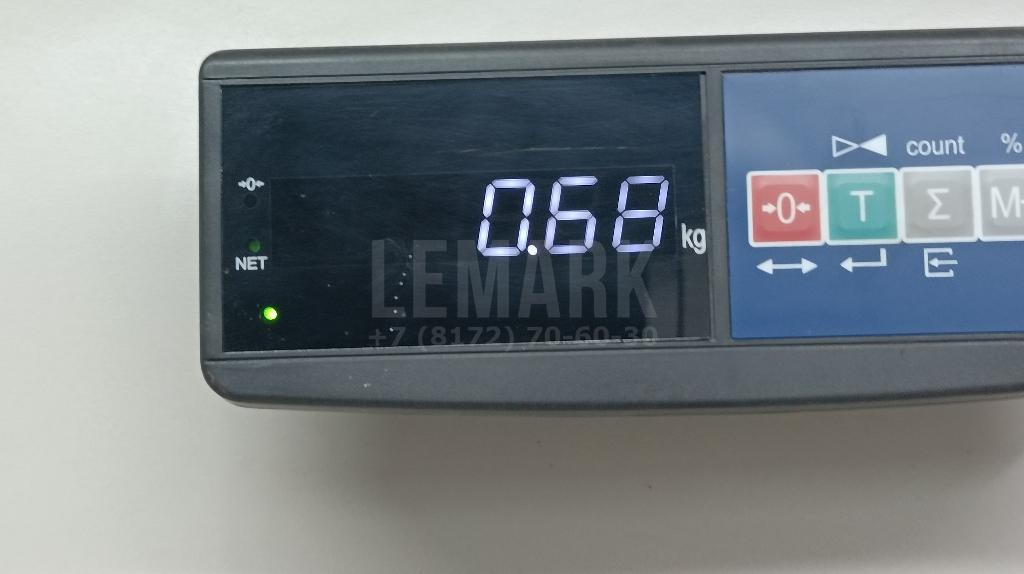 count %
→0←
0.68 kg
→0← T Σ M
NET
LEMARK
+7 (8172) 70-60-30